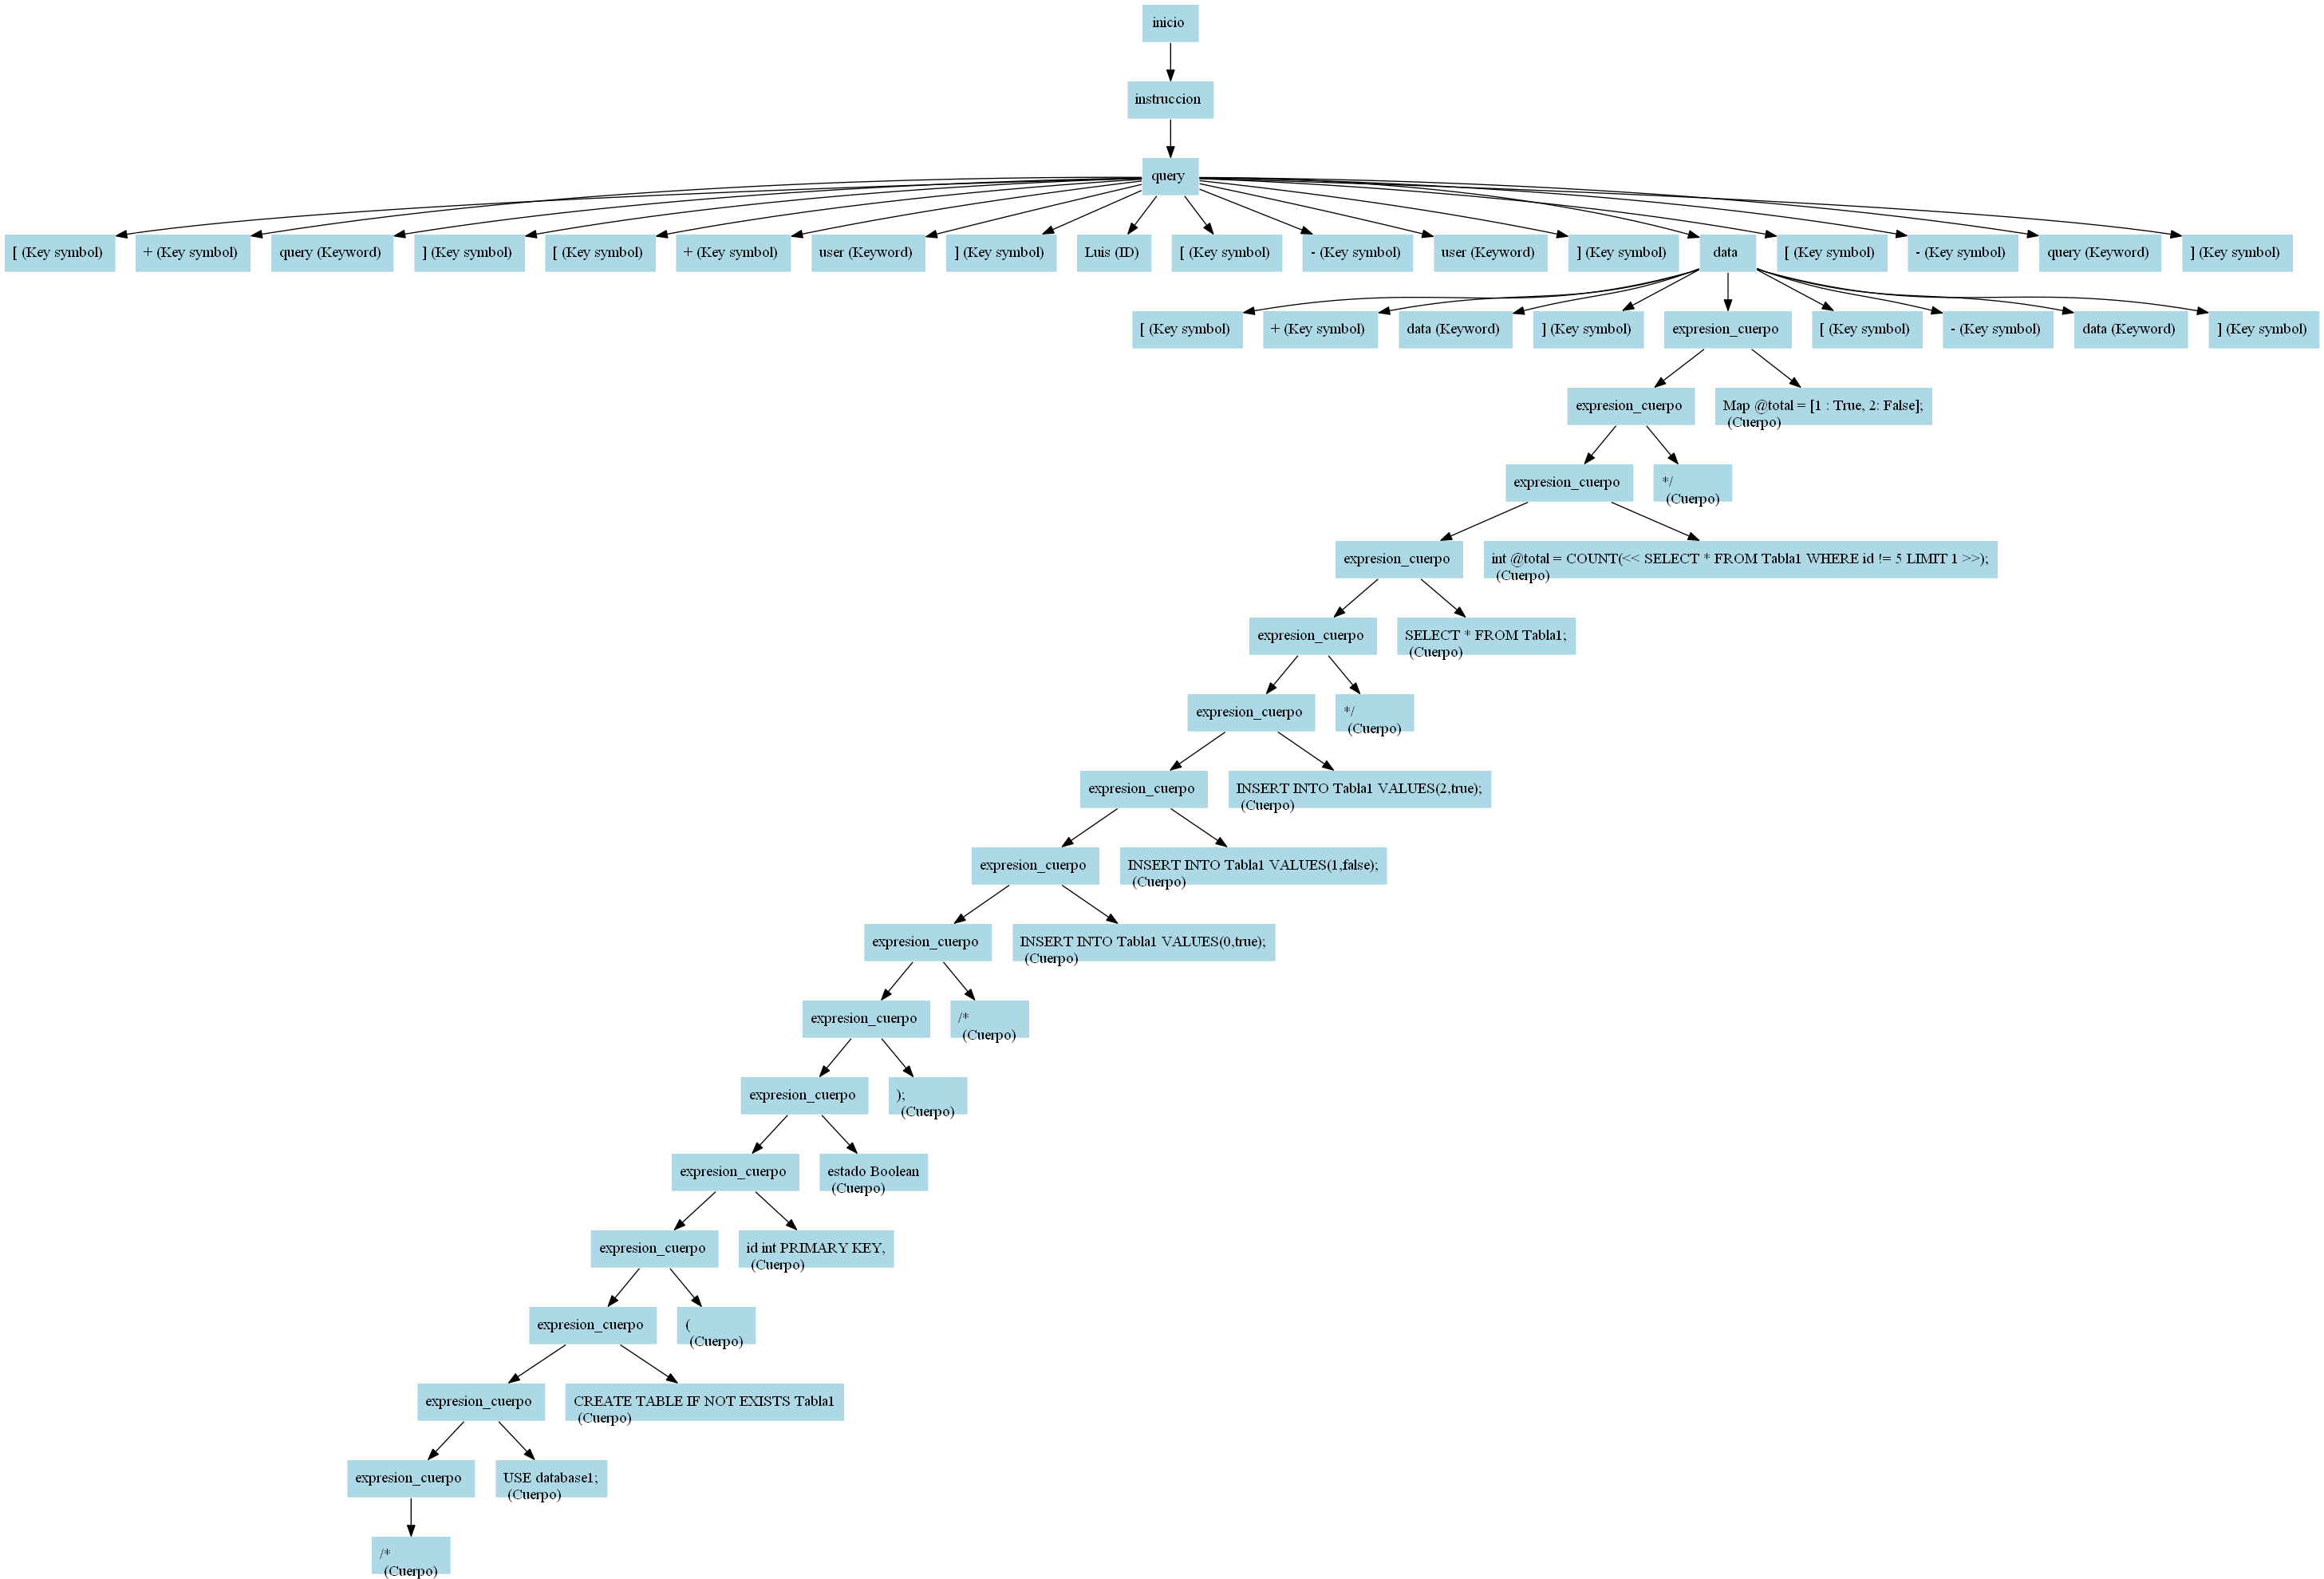 inicio
instruccion
query
[ (Key symbol)
+ (Key symbol)
query (Keyword)
] (Key symbol)
[ (Key symbol)
+ (Key symbol)
user (Keyword)
] (Key symbol)
Luis (ID)
[ (Key symbol)
- (Key symbol)
user (Keyword)
] (Key symbol)
data
[ (Key symbol)
- (Key symbol)
query (Keyword)
] (Key symbol)
[ (Key symbol)
+ (Key symbol)
data (Keyword)
] (Key symbol)
expresion_cuerpo
[ (Key symbol)
- (Key symbol)
data (Keyword)
] (Key symbol)
expresion_cuerpo
Map @total = [1 : True, 2: False];
(Cuerpo)
expresion_cuerpo
*/
(Cuerpo)
expresion_cuerpo
int @total = COUNT(<< SELECT * FROM Tabla1 WHERE id != 5 LIMIT 1 >>);
(Cuerpo)
expresion_cuerpo
SELECT * FROM Tabla1;
(Cuerpo)
expresion_cuerpo
*/
(Cuerpo)
expresion_cuerpo
INSERT INTO Tabla1 VALUES(2,true);
(Cuerpo)
expresion_cuerpo
INSERT INTO Tabla1 VALUES(1,false);
(Cuerpo)
expresion_cuerpo
INSERT INTO Tabla1 VALUES(0,true);
(Cuerpo)
expresion_cuerpo
/*
(Cuerpo)
expresion_cuerpo
);
(Cuerpo)
expresion_cuerpo
estado Boolean
(Cuerpo)
expresion_cuerpo
id int PRIMARY KEY,
(Cuerpo)
expresion_cuerpo
(
(Cuerpo)
expresion_cuerpo
CREATE TABLE IF NOT EXISTS Tabla1
(Cuerpo)
expresion_cuerpo
USE database1;
(Cuerpo)
/*
(Cuerpo)